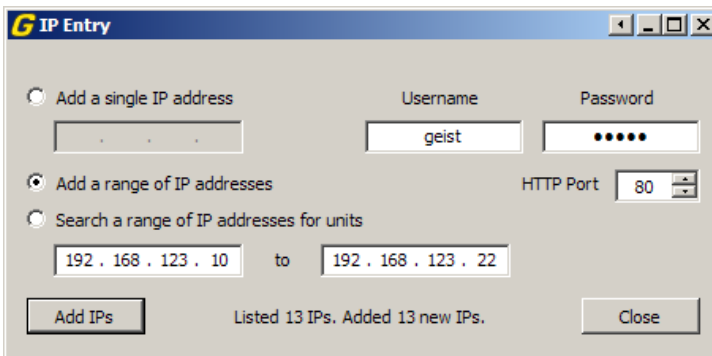 G IP Entry
Add a single IP address Username Password
. . . geist •••••
Add a range of IP addresses HTTP Port 80
Search a range of IP addresses for units
192 . 168 . 123 . 10 to 192 . 168 . 123 . 22
Add IPs Listed 13 IPs. Added 13 new IPs. Close